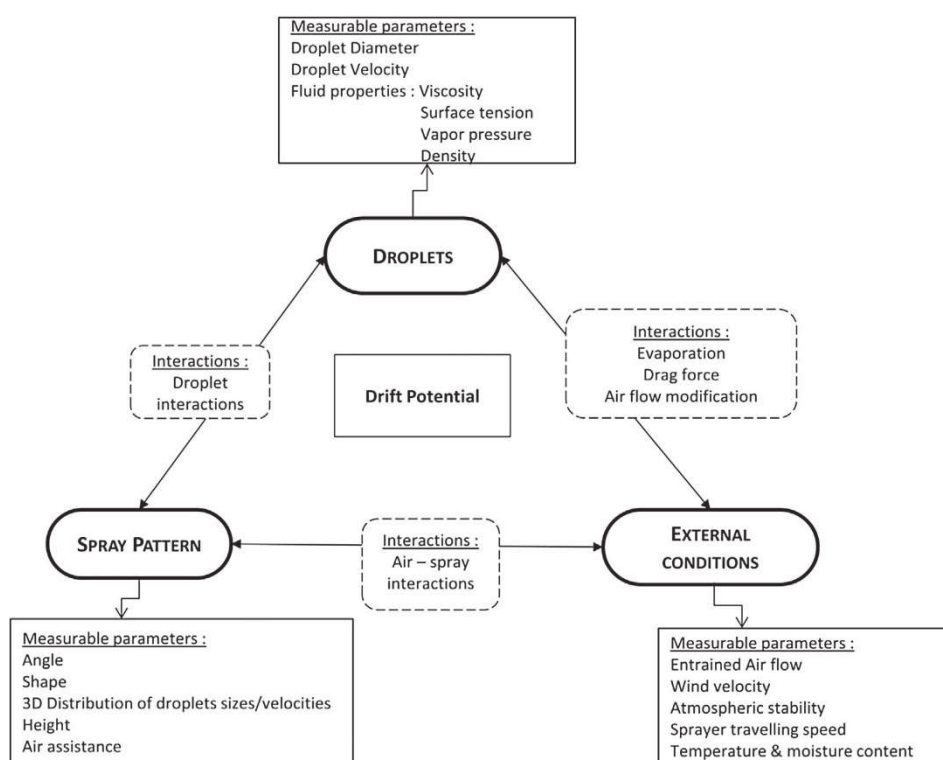 Measurable parameters :
Droplet Diameter
Droplet Velocity
Fluid properties : Viscosity
Surface tension
Vapor pressure
Density
DROPLETS
Interactions :
Droplet
interactions
Interactions :
Evaporation
Drag force
Air flow modification
Drift Potential
SPRAY PATTERN
Interactions :
Air – spray
interactions
EXTERNAL
CONDITIONS
Measurable parameters :
Angle
Shape
3D Distribution of droplets sizes/velocities
Height
Air assistance
Measurable parameters :
Entrained Air flow
Wind velocity
Atmospheric stability
Sprayer travelling speed
Temperature & moisture content